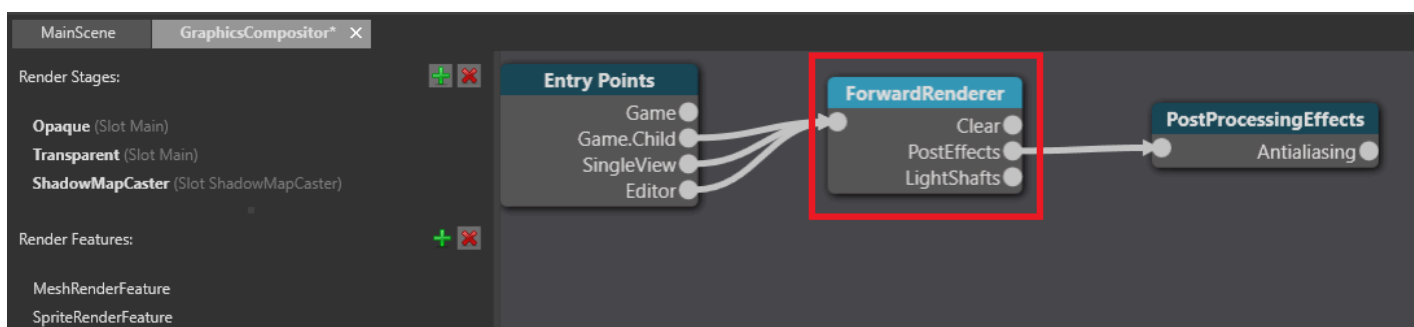 MainScene
GraphicsCompositor*
Render Stages:
Opaque (Slot Main)
Transparent (Slot Main)
ShadowMapCaster (Slot ShadowMapCaster)
Render Features:
MeshRenderFeature
SpriteRenderFeature
Entry Points
Game
Game.Child
SingleView
Editor
ForwardRenderer
Clear
PostEffects
LightShafts
PostProcessingEffects
Antialiasing